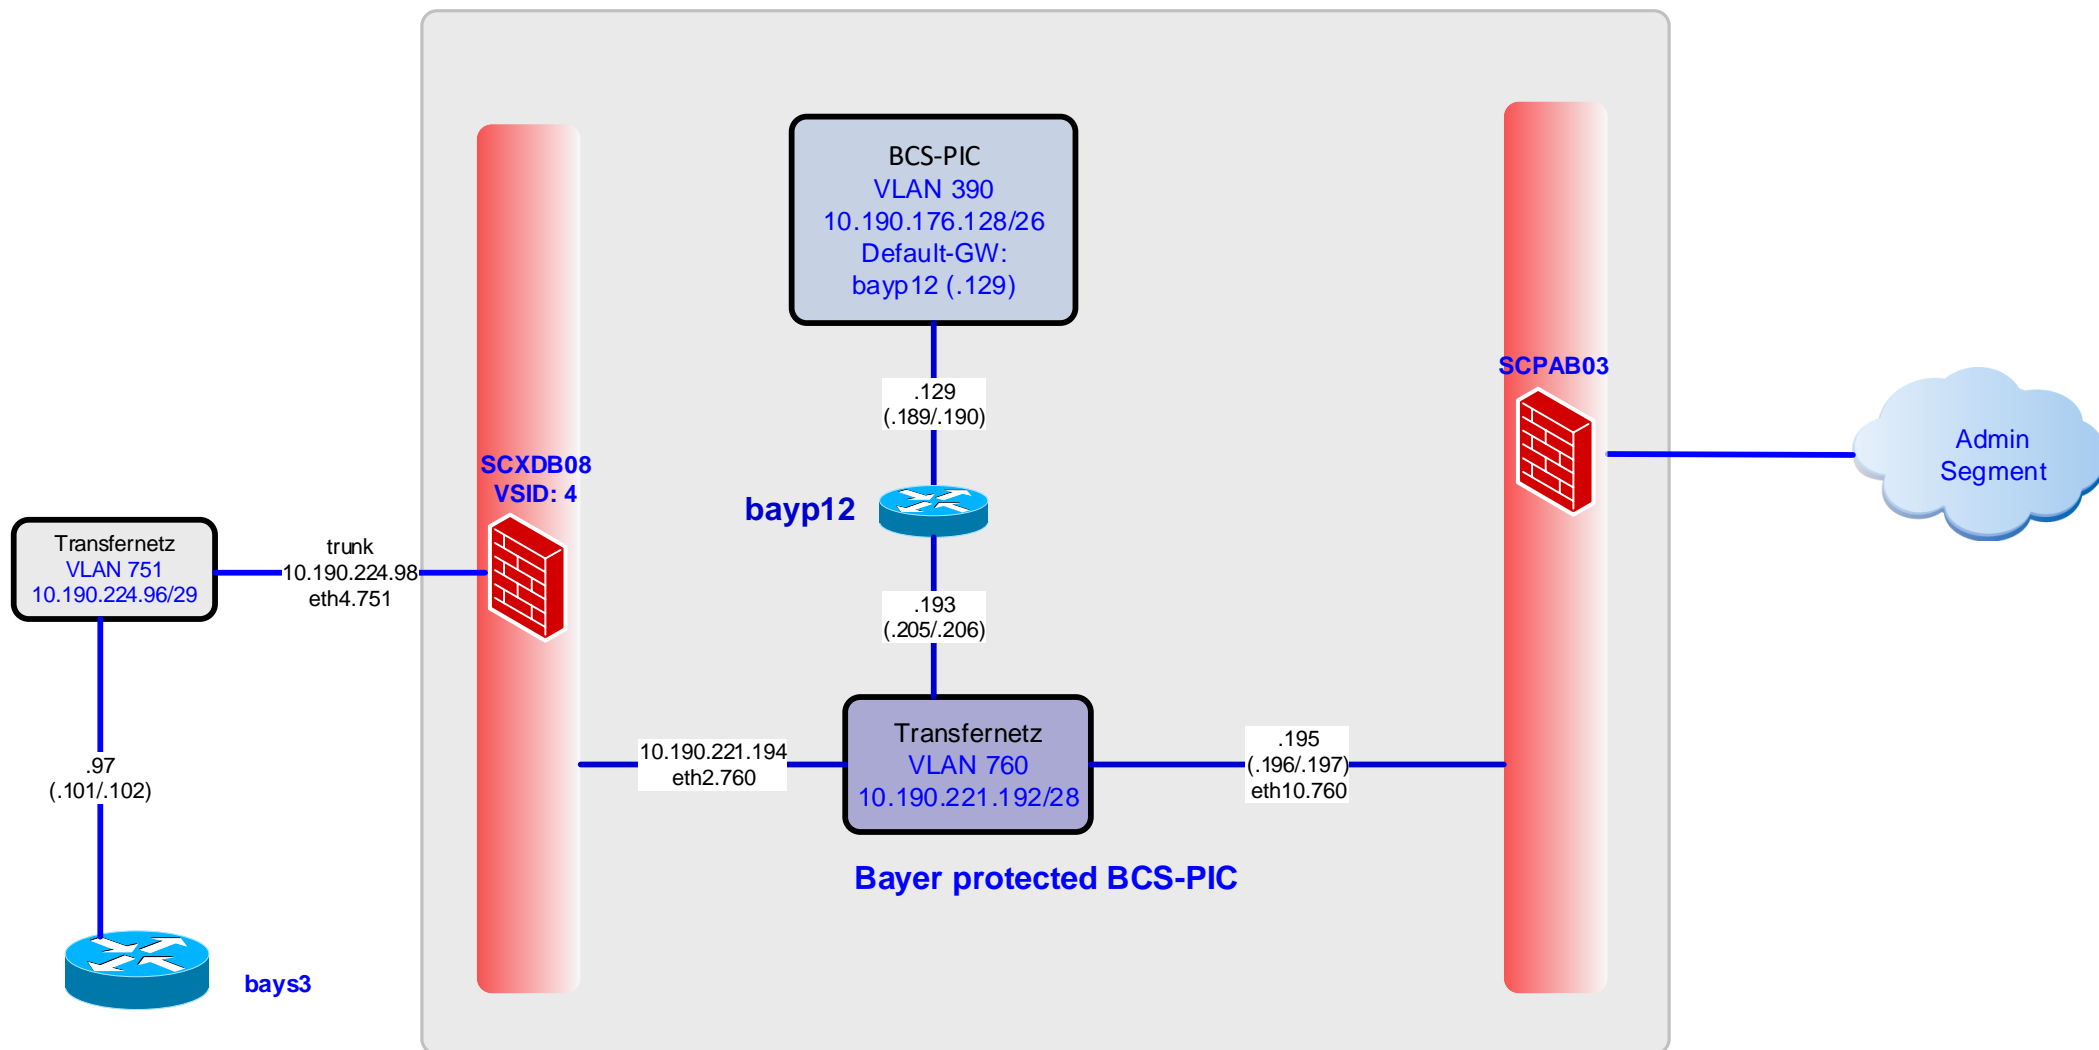 BCS-PIC
VLAN 390
10.190.176.128/26
Default-GW:
bayp12 (.129)
.129
(.189/.190)
SCPAB03
Admin
Segment
SCXDB08
VSID: 4
bayp12
Transfernetz
VLAN 751
10.190.224.96/29
trunk
10.190.224.98
eth4.751
.193
(.205/.206)
.97
(.101/.102)
10.190.221.194
eth2.760
Transfernetz
VLAN 760
10.190.221.192/28
.195
(.196/.197)
eth10.760
Bayer protected BCS-PIC
bays3